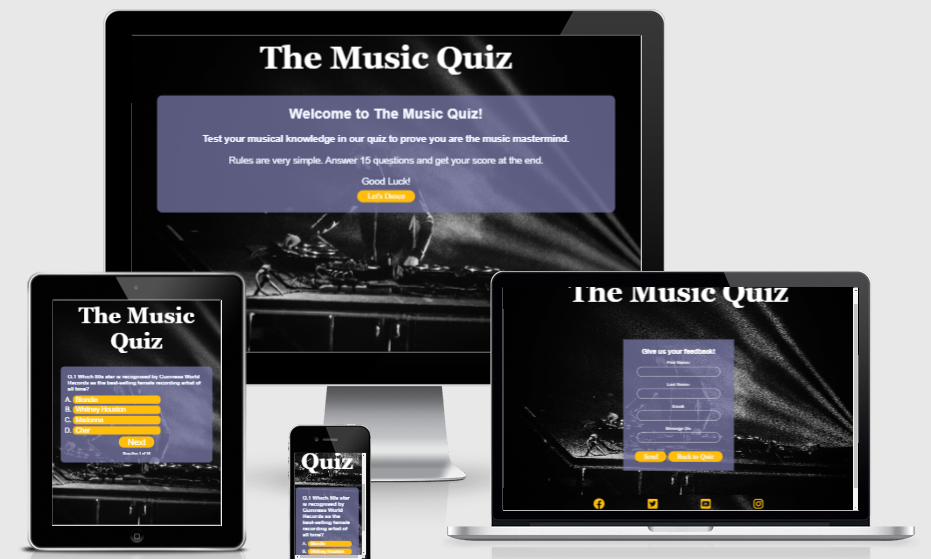 The Music Quiz
Welcome to The Music Quiz!
Test your musical knowledge in our quiz to prove you are the music mastermind.
Rules are very simple. Answer 15 questions and get your score at the end.
Good Luck!
Let's Dance
The Music
Quiz
Q.1 Which 80s star is recognised by Guinness World
Records as the best-selling female recording artist of
all time?
A. Blondie
B. Whitney Houston
C. Madonna
D. Cher
Next
Quiz
Q.1 Which 80s star
is recognised by
Guinness World
Records as the
best-selling female
recording artist of
all time?
A. Blondie
B. Whitney Houston
The Music Quiz
Give us your feedback!
First Name:
Last Name:
Email:
Message Us:
Send Back to Quiz